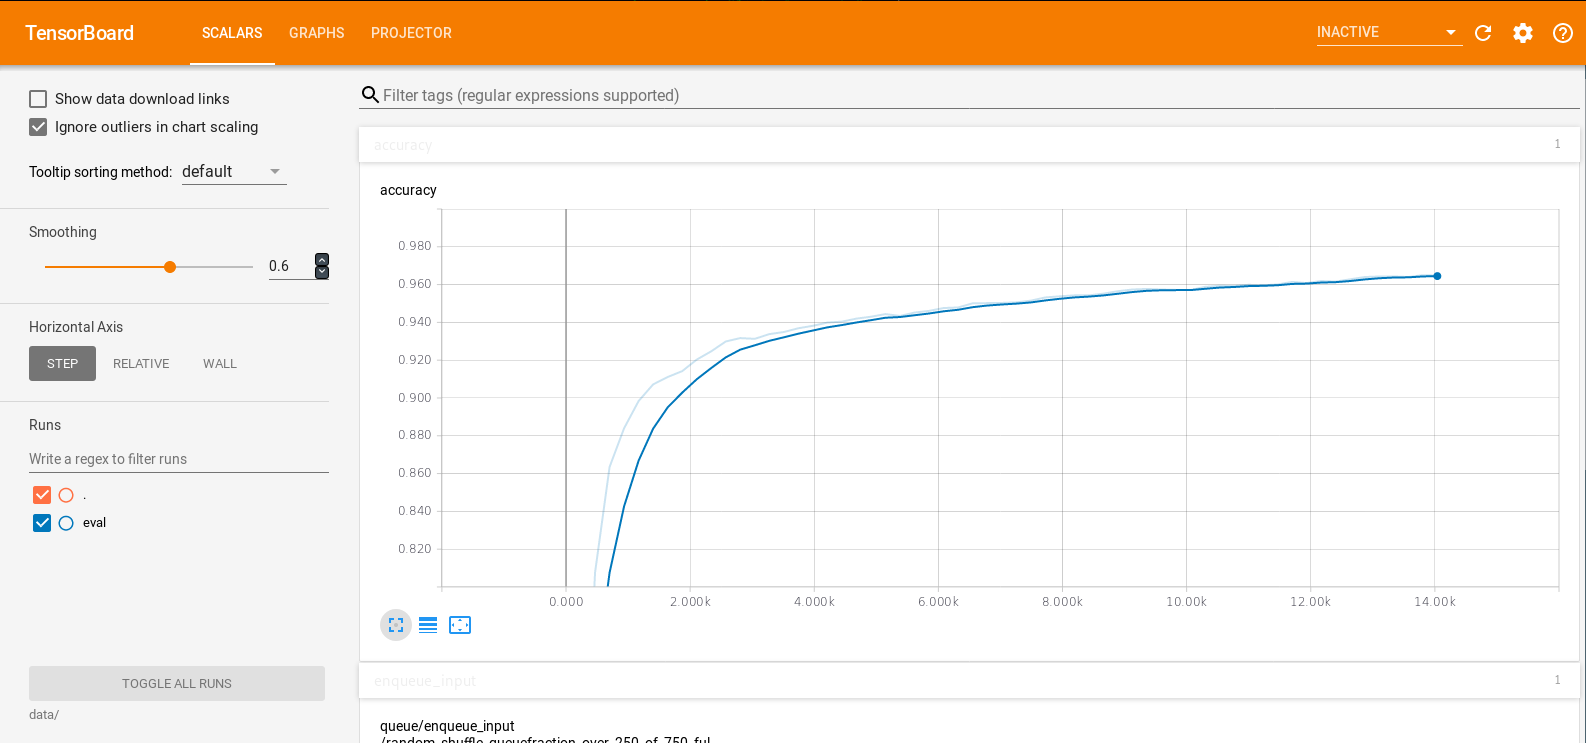 TensorBoard SCALARS GRAPHS PROJECTOR INACTIVE
Show data download links
Ignore outliers in chart scaling
Tooltip sorting method: default
Smoothing
0.6
Horizontal Axis
STEP RELATIVE WALL
Runs
Write a regex to filter runs
.
eval
TOGGLE ALL RUNS
data/
Filter tags (regular expressions supported)
accuracy 1
accuracy
0.980
0.960
0.940
0.920
0.900
0.880
0.860
0.840
0.820
0.000 2.000k 4.000k 6.000k 8.000k 10.00k 12.00k 14.00k
enqueue_input 1
queue/enqueue_input
/random_shuffle_queuefraction_over_250_of_750_ful